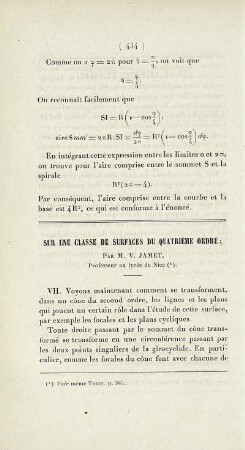 ( 434 )
Comme on a φ = 2π pour θ = π/2, on voit que
θ = φ/4.
On reconnaît facilement que
SI = R(1 − cos φ/4),
aire Smm′ = 2πR.SI × dφ/2π = R²(1 − cos φ/4) dφ.
En intégrant cette expression entre les limites 0 et 2π,
on trouve pour l'aire comprise entre le sommet S et la
spirale
R²(2π − 4).
Par conséquent, l'aire comprise entre la courbe et la
base est 4R², ce qui est conforme à l'énoncé.
SUR UNE CLASSE DE SURFACES DU QUATRIÈME ORDRE;
PAR M. V. JAMET,
Professeur au lycée de Nice (¹).
VII. Voyons maintenant comment se transforment,
dans un cône du second ordre, les lignes et les plans
qui jouent un certain rôle dans l'étude de cette surface,
par exemple les focales et les plans cycliques.
Toute droite passant par le sommet du cône trans-
formé se transforme en une circonférence passant par
les deux points singuliers de la girocyclide. En parti-
culier, comme les focales du cône font avec chacune de
(¹) Voir même Tome, p. 386.